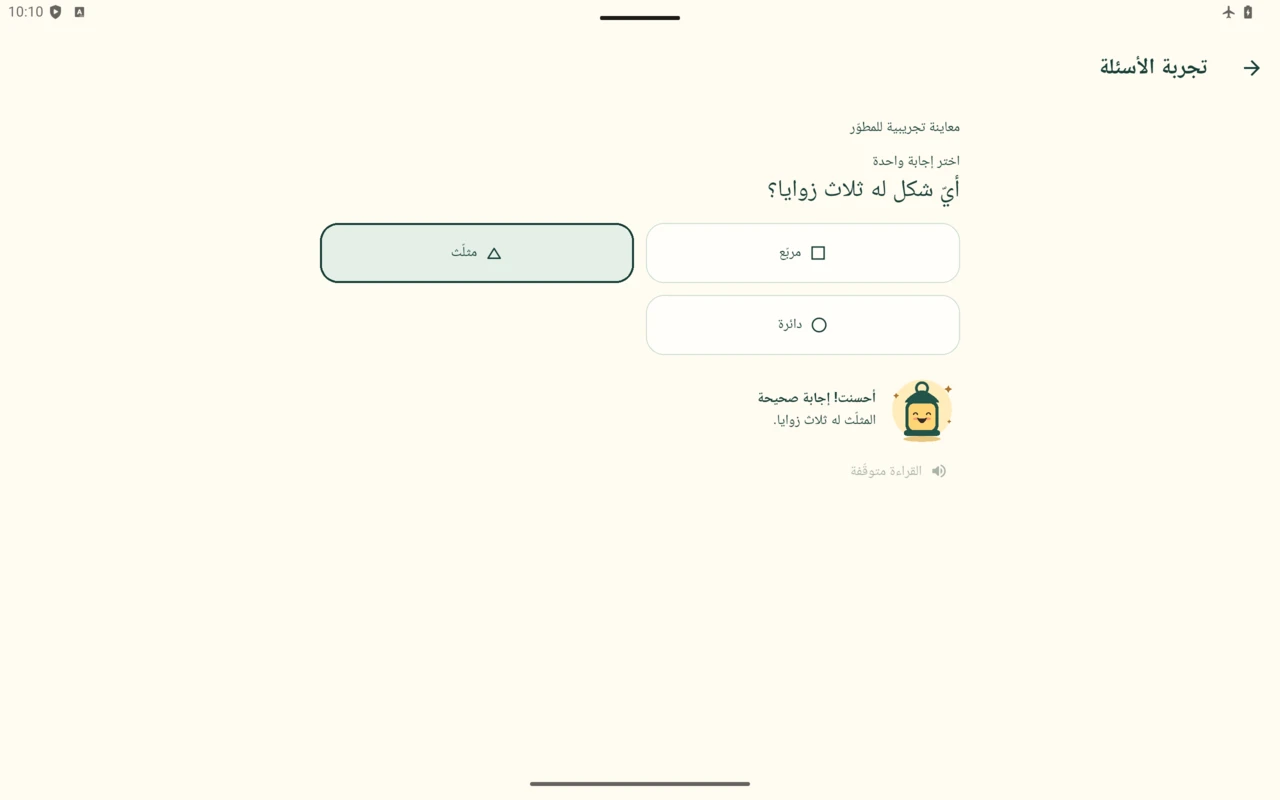 10:10
تجربة الأسئلة
معاينة تجريبية للمطوّر
اختر إجابة واحدة
أيّ شكل له ثلاث زوايا؟
مربّع
مثلّث
دائرة
أحسنت! إجابة صحيحة
المثلّث له ثلاث زوايا.
القراءة متوقّفة